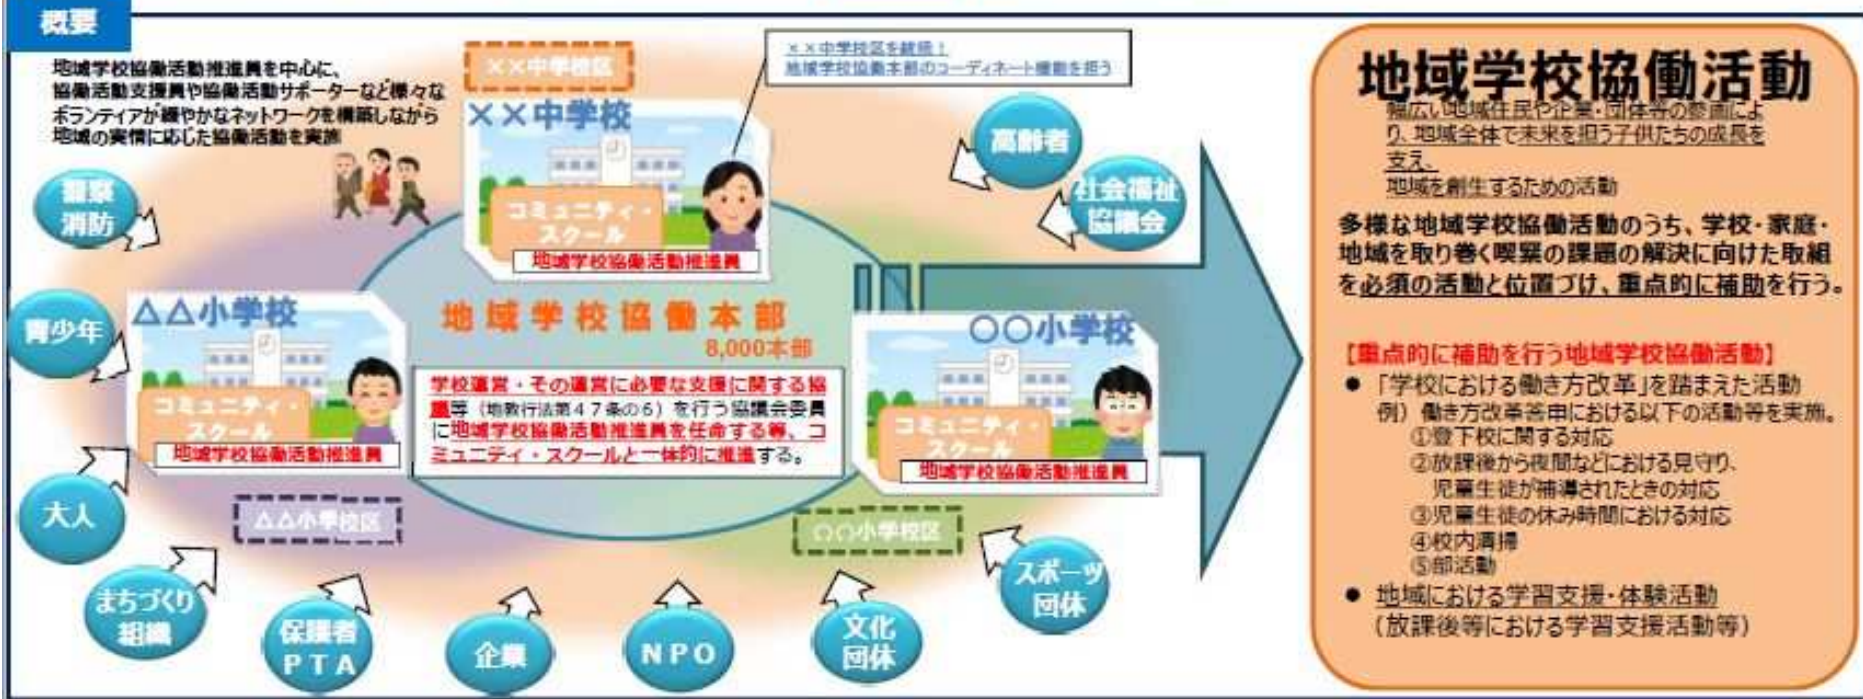 概要
地域学校協働活動推進員を中心に、
協働活動支援員や協働活動サポーターなど様々な
ボランティアが緩やかなネットワークを構築しながら
地域の実情に応じた協働活動を実施
××中学校区
××中学校
コミュニティ・
スクール
地域学校協働活動推進員
××中学校区を統括！
地域学校協働本部のコーディネート機能を担う
高齢者
社会福祉
協議会
警察
消防
青少年
大人
まちづくり
組織
保護者
ＰＴＡ
企業
ＮＰＯ
文化
団体
スポーツ
団体
△△小学校
コミュニティ・
スクール
地域学校協働活動推進員
△△小学校区
地域学校協働本部
8,000本部
学校運営・その運営に必要な支援に関する協
議等（地教行法第４７条の6）を行う協議会委員
に地域学校協働活動推進員を任命する等、コ
ミュニティ・スクールと一体的に推進する。
○○小学校
コミュニティ・
スクール
地域学校協働活動推進員
○○小学校区
地域学校協働活動
幅広い地域住民や企業・団体等の参画によ
り、地域全体で未来を担う子供たちの成長を
支え、
地域を創生するための活動
多様な地域学校協働活動のうち、学校・家庭・
地域を取り巻く喫緊の課題の解決に向けた取組
を必須の活動と位置づけ、重点的に補助を行う。
【重点的に補助を行う地域学校協働活動】
● 「学校における働き方改革」を踏まえた活動
例）働き方改革答申における以下の活動等を実施。
①登下校に関する対応
②放課後から夜間などにおける見守り、
児童生徒が補導されたときの対応
③児童生徒の休み時間における対応
④校内清掃
⑤部活動
● 地域における学習支援・体験活動
（放課後等における学習支援活動等）